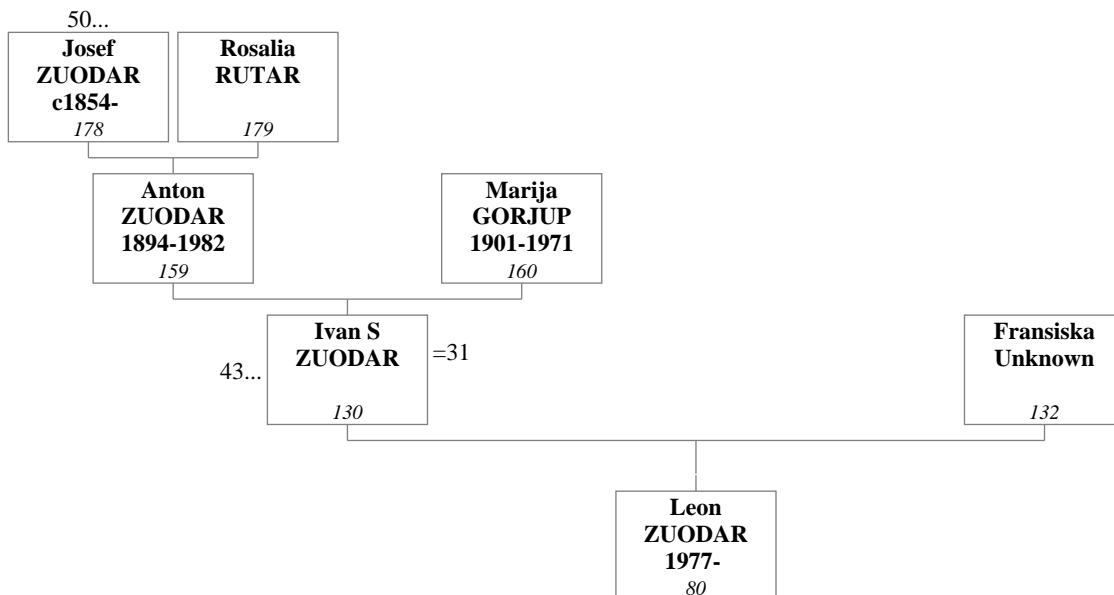 50...
Josef
ZUODAR
c1854-
178
Rosalia
RUTAR
179
Anton
ZUODAR
1894-1982
159
Marija
GORJUP
1901-1971
160
43...
Ivan S
ZUODAR
130
=31
Fransiska
Unknown
132
Leon
ZUODAR
1977-
80